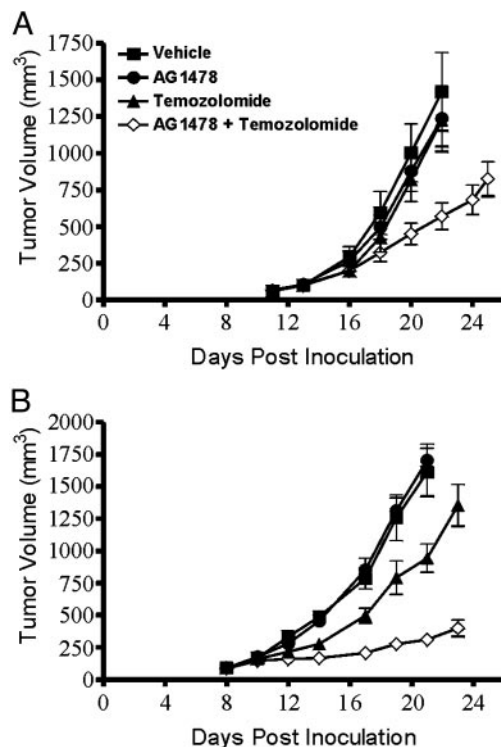 A
1750
1500
1250
1000
750
500
250
0
Tumor Volume (mm³)
Vehicle
AG1478
Temozolomide
AG1478 + Temozolomide
0 4 8 12 16 20 24
Days Post Inoculation
B
2000
1750
1500
1250
1000
750
500
250
0
Tumor Volume (mm³)
0 4 8 12 16 20 24
Days Post Inoculation